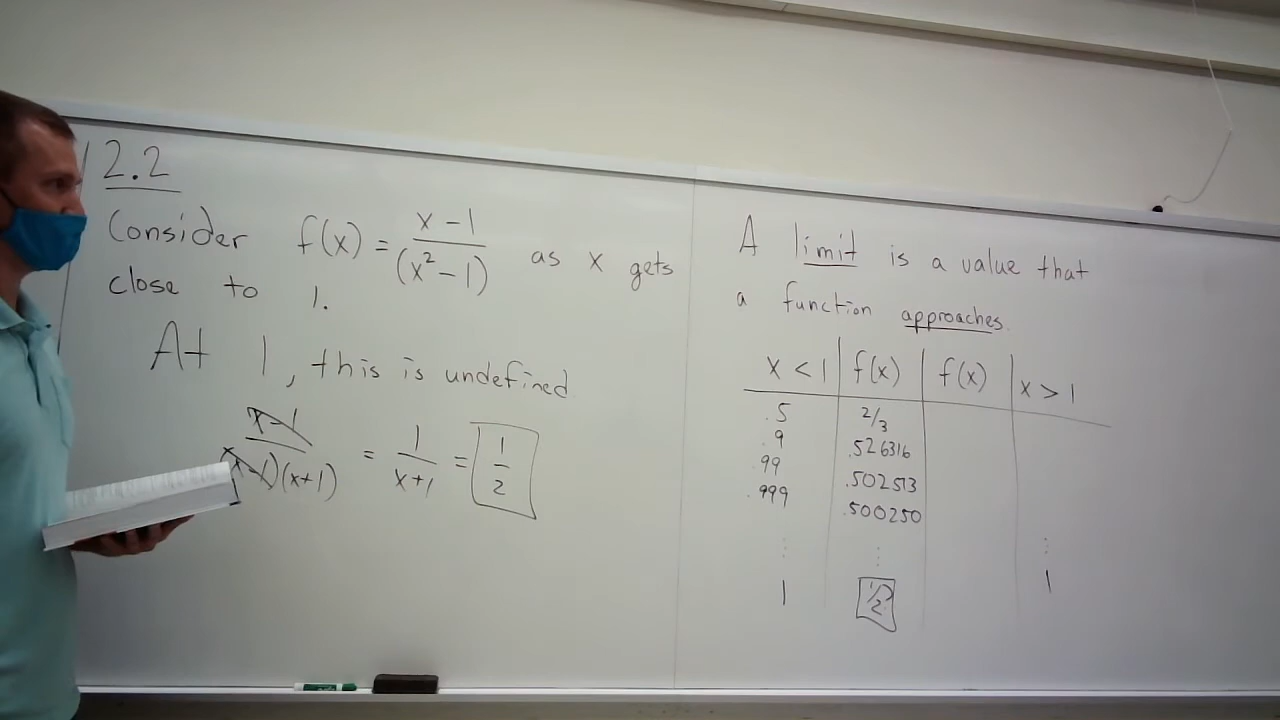 2.2
Consider f(x) = x-1 / (x²-1) as x gets
close to 1.
At 1, this is undefined
x-1 / (x-1)(x+1) = 1 / x+1 = 1/2
A limit is a value that
a function approaches.
x < 1 | f(x) | f(x) | x > 1
.5 2/3
.9 .526316
.99 .502513
.999 .500250
⋮ ⋮ ⋮
1 1/2 1